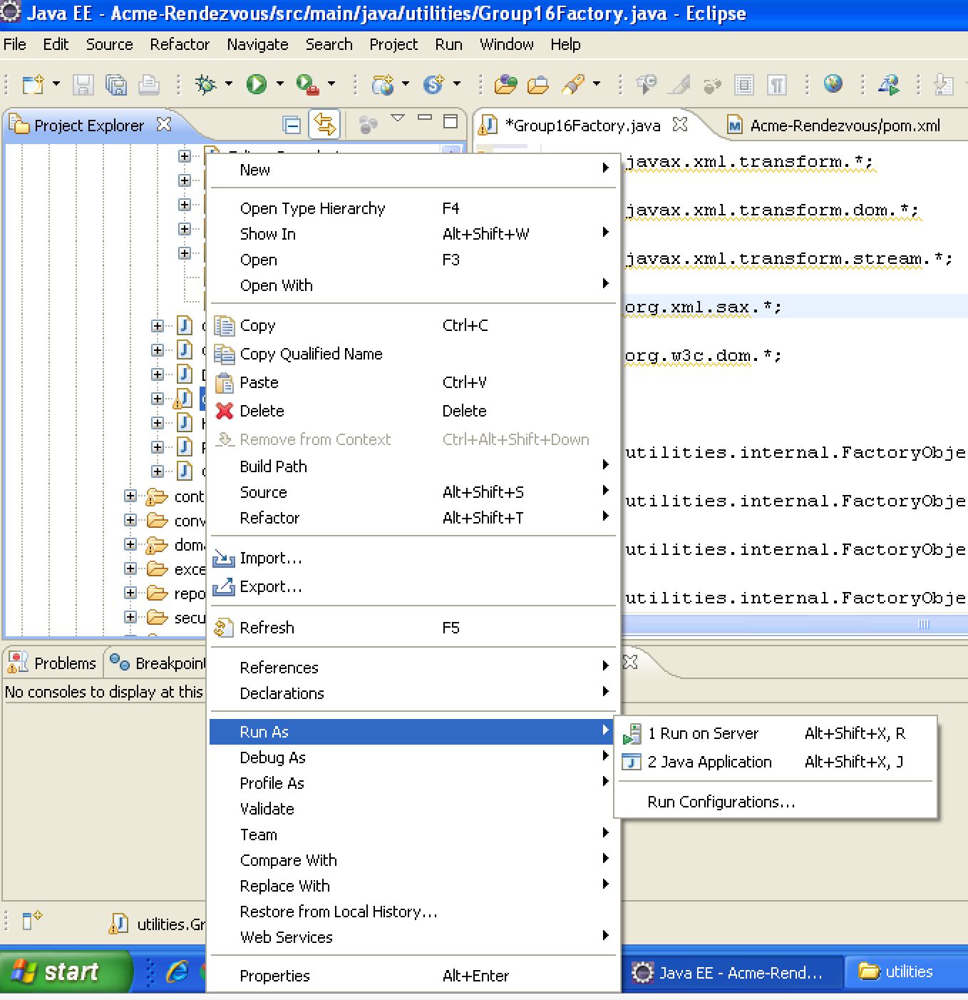 Java EE - Acme-Rendezvous/src/main/java/utilities/Group16Factory.java - Eclipse
File Edit Source Refactor Navigate Search Project Run Window Help
Project Explorer
*Group16Factory.java
Acme-Rendezvous/pom.xml
javax.xml.transform.*;
javax.xml.transform.dom.*;
javax.xml.transform.stream.*;
org.xml.sax.*;
org.w3c.dom.*;
utilities.internal.FactoryObje
utilities.internal.FactoryObje
utilities.internal.FactoryObje
utilities.internal.FactoryObje
cont
conv
dom
exce
repo
secu
New
Open Type Hierarchy F4
Show In Alt+Shift+W
Open F3
Open With
Copy Ctrl+C
Copy Qualified Name
Paste Ctrl+V
Delete Delete
Remove from Context Ctrl+Alt+Shift+Down
Build Path
Source Alt+Shift+S
Refactor Alt+Shift+T
Import...
Export...
Refresh F5
References
Declarations
Run As
Debug As
Profile As
Validate
Team
Compare With
Replace With
Restore from Local History...
Web Services
Properties Alt+Enter
1 Run on Server Alt+Shift+X, R
2 Java Application Alt+Shift+X, J
Run Configurations...
Problems
Breakpoin
No consoles to display at this
utilities.Gr
start
Java EE - Acme-Rend...
utilities